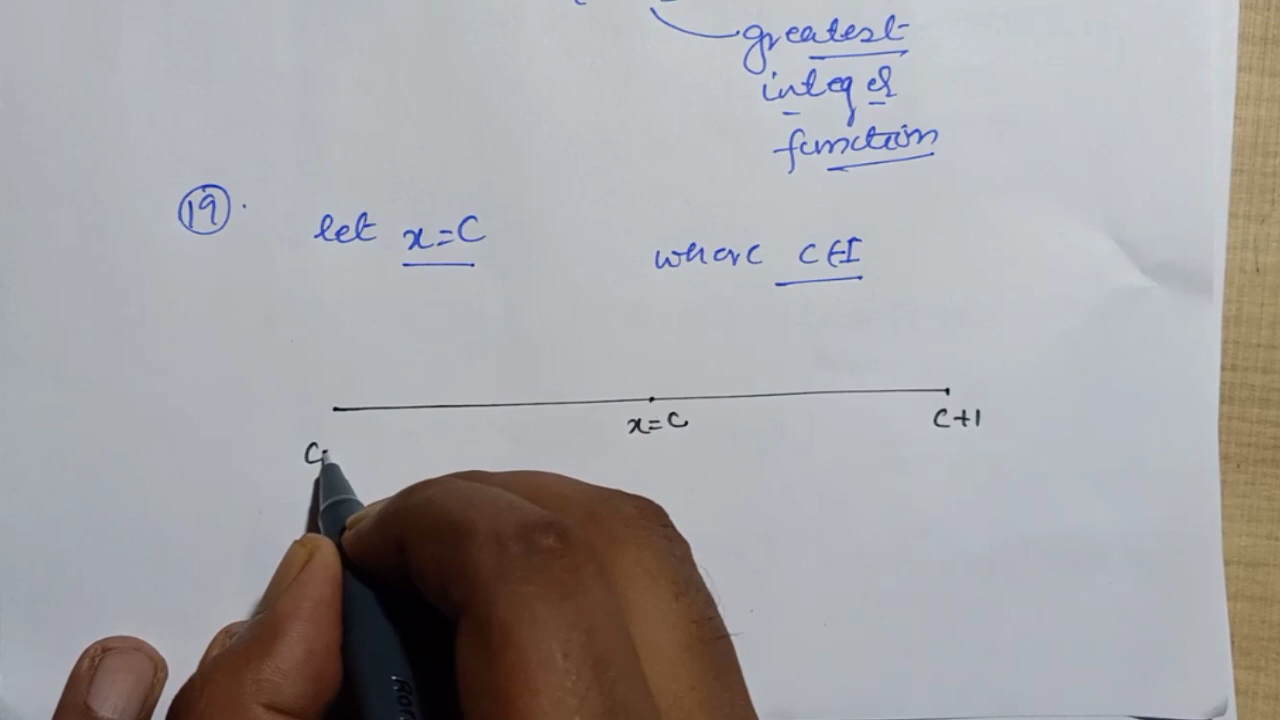 greatest
integer
function
19.
let x=C where C∈I
x=C C+1
C